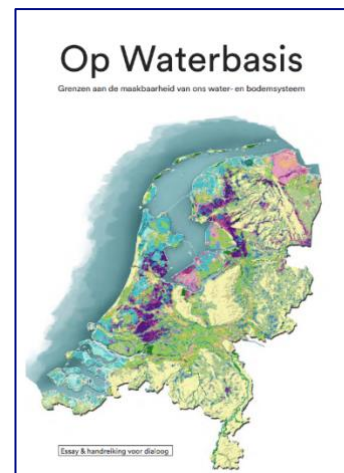 Op Waterbasis
Grenzen aan de maakbaarheid van ons water- en bodemsysteem
Essay & handreiking voor dialoog